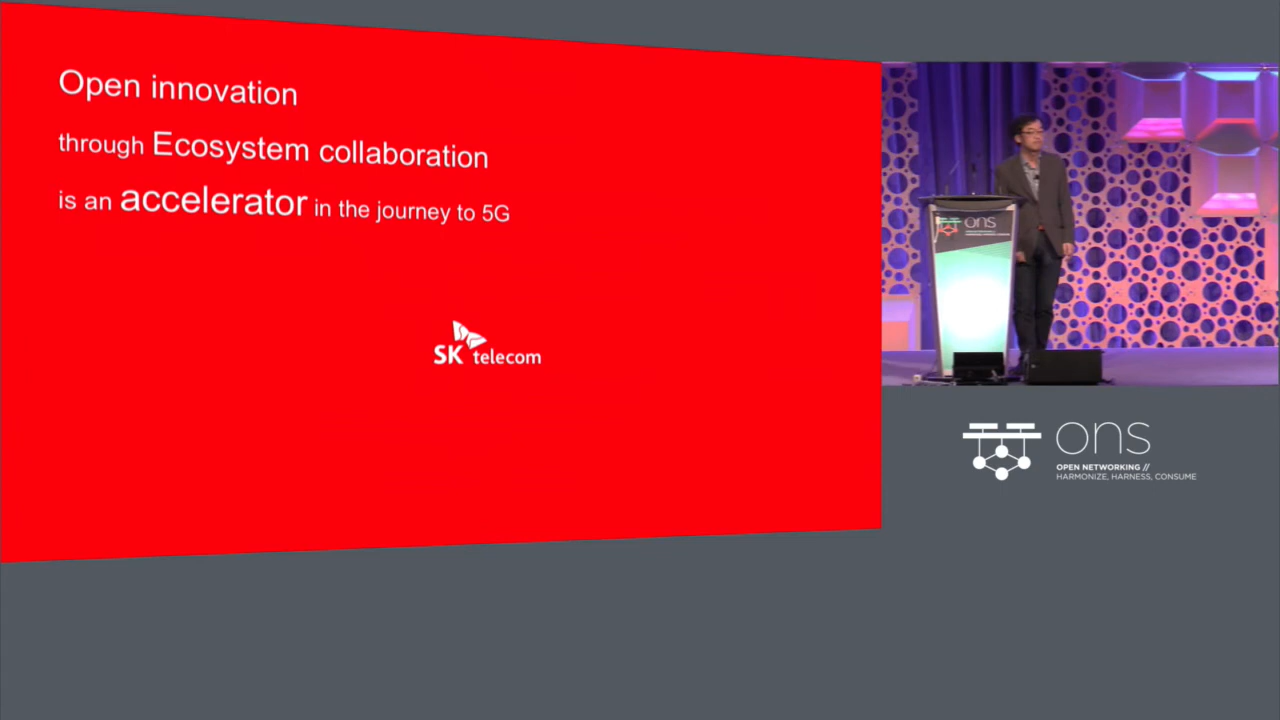 Open innovation
through Ecosystem collaboration
is an accelerator in the journey to 5G
SK telecom
ons
ons
OPEN NETWORKING //
HARMONIZE, HARNESS, CONSUME